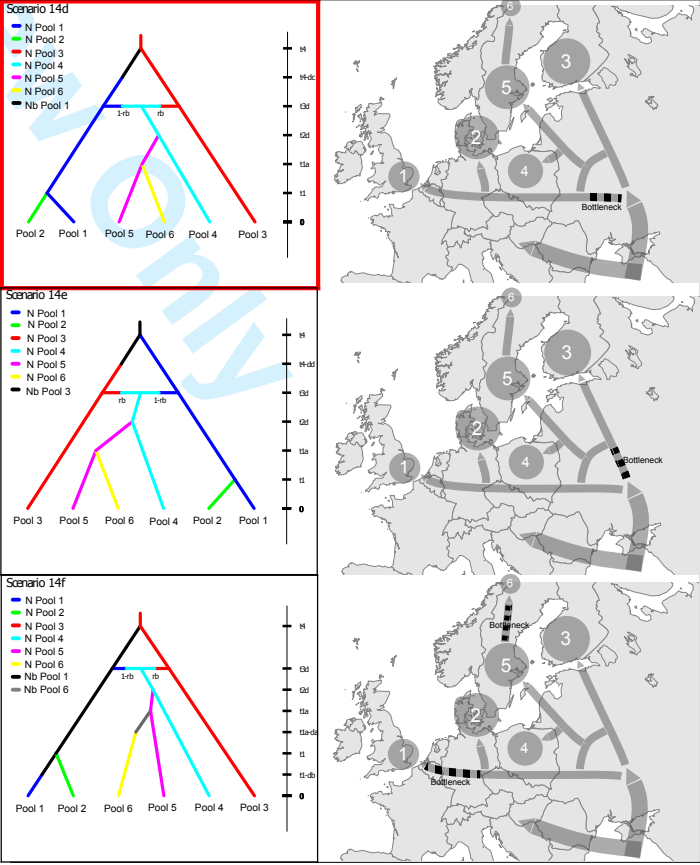 Scenario 14d
N Pool 1
N Pool 2
N Pool 3
N Pool 4
N Pool 5
N Pool 6
Nb Pool 1
t4
t4-dc
t3d
t2d
t1a
t1
0
1-rb
rb
Pool 2
Pool 1
Pool 5
Pool 6
Pool 4
Pool 3
6
3
5
2
1
4
Bottleneck
Scenario 14e
N Pool 1
N Pool 2
N Pool 3
N Pool 4
N Pool 5
N Pool 6
Nb Pool 3
t4
t4-dd
t3d
t2d
t1a
t1
0
rb
1-rb
Pool 3
Pool 5
Pool 6
Pool 4
Pool 2
Pool 1
6
3
5
2
1
4
Bottleneck
Scenario 14f
N Pool 1
N Pool 2
N Pool 3
N Pool 4
N Pool 5
N Pool 6
Nb Pool 1
Nb Pool 6
t4
t3d
t2d
t1a
t1a-da
t1
t1-db
0
1-rb
rb
Pool 1
Pool 2
Pool 6
Pool 5
Pool 4
Pool 3
6
Bottleneck
3
5
2
1
4
Bottleneck
w Only